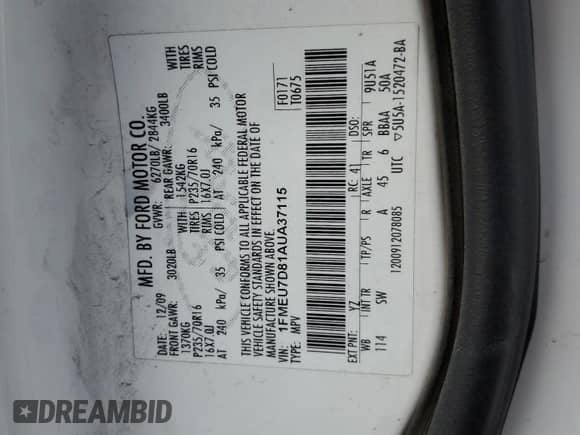 MFD. BY FORD MOTOR CO.
DATE: 12/09 GVWR: 6270LB/ 2844KG
FRONT GAWR: 3020LB REAR GAWR: 3400LB
1370KG WITH 1542KG WITH
P235/70R16 TIRES P235/70R16 TIRES
16X7.0J RIMS 16X7.0J RIMS
AT 240 kPa/ 35 PSI COLD AT 240 kPa/ 35 PSI COLD
THIS VEHICLE CONFORMS TO ALL APPLICABLE FEDERAL MOTOR
VEHICLE SAFETY STANDARDS IN EFFECT ON THE DATE OF
MANUFACTURE SHOWN ABOVE.
VIN: 1FMEU7D81AUA37115
TYPE: MPV
F0171
T0675
EXT PNT: YZ RC: 41 DSO:
WB INT TR TP/PS R AXLE TR SPR 9U51A
114 SW A 45 6 BBAA 50A
UTC ▽5U5A-1520472-BA
1200912078085
DREAMBID